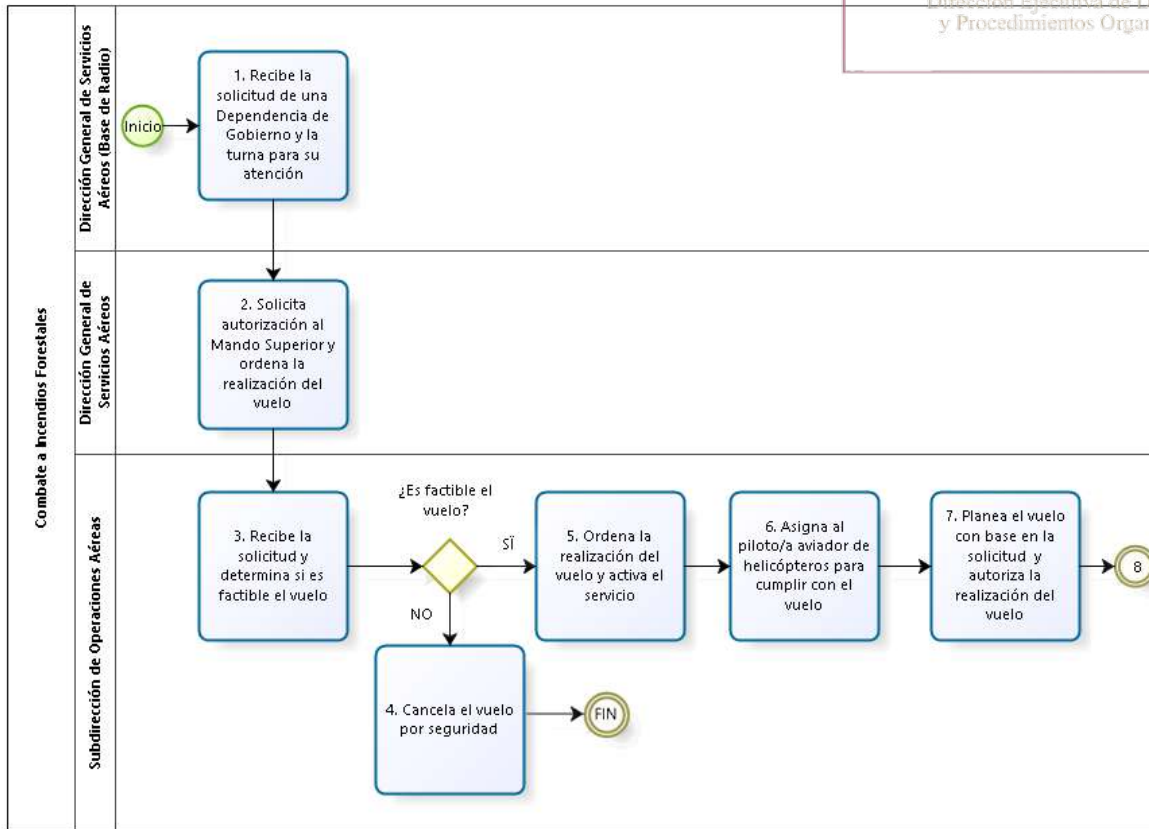 Dirección Ejecutiva de
y Procedimientos
Combate a Incendios Forestales
Dirección General de Servicios
Aéreos (Base de Radio)
Inicio
1. Recibe la
solicitud de una
Dependencia de
Gobierno y la
turna para su
atención
Dirección General de
Servicios Aéreos
2. Solicita
autorización al
Mando Superior y
ordena la
realización del
vuelo
Subdirección de Operaciones Aéreas
3. Recibe la
solicitud y
determina si es
factible el vuelo
¿Es factible el
vuelo?
SÏ
NO
4. Cancela el vuelo
por seguridad
FIN
5. Ordena la
realización del
vuelo y activa el
servicio
6. Asigna al
piloto/a aviador de
helicópteros para
cumplir con el
vuelo
7. Planea el vuelo
con base en la
solicitud y
autoriza la
realización del
vuelo
8